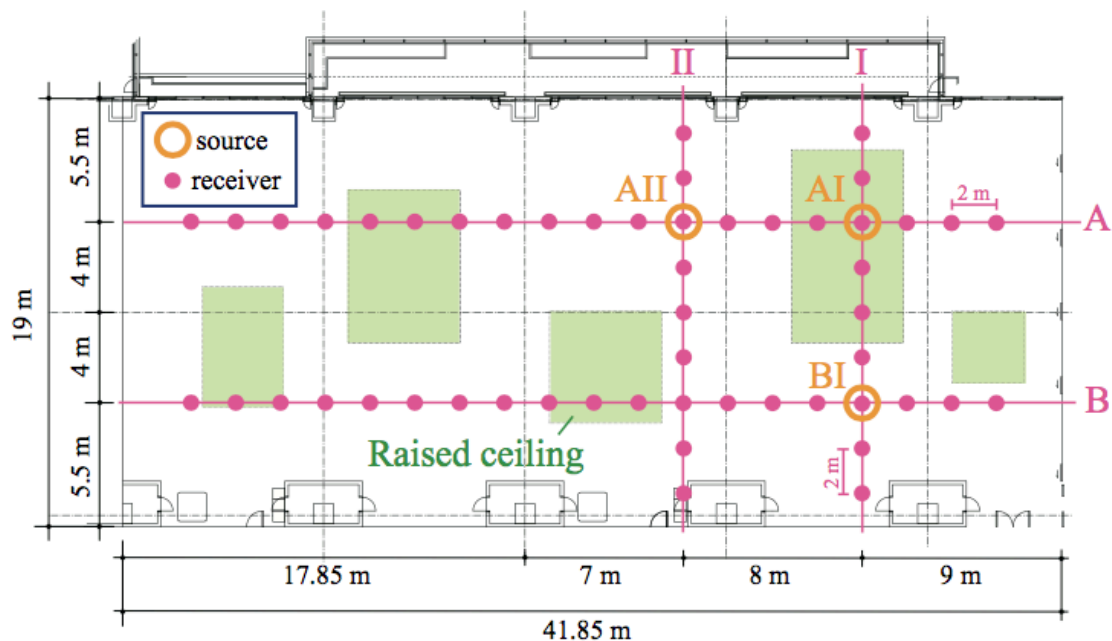 II
I
source
receiver
AII
AI
2 m
A
5.5 m
4 m
19 m
4 m
BI
B
Raised ceiling
5.5 m
2 m
17.85 m
7 m
8 m
9 m
41.85 m